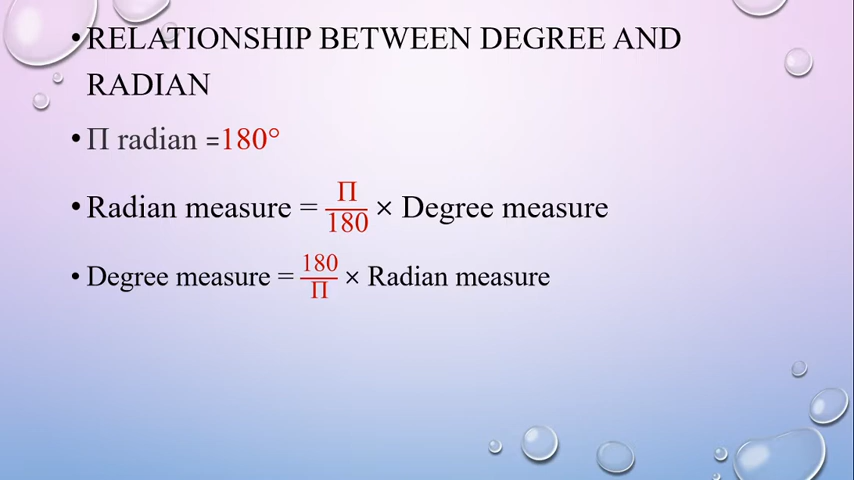 • RELATIONSHIP BETWEEN DEGREE AND
RADIAN
• Π radian =180°
• Radian measure = Π/180 × Degree measure
• Degree measure = 180/Π × Radian measure